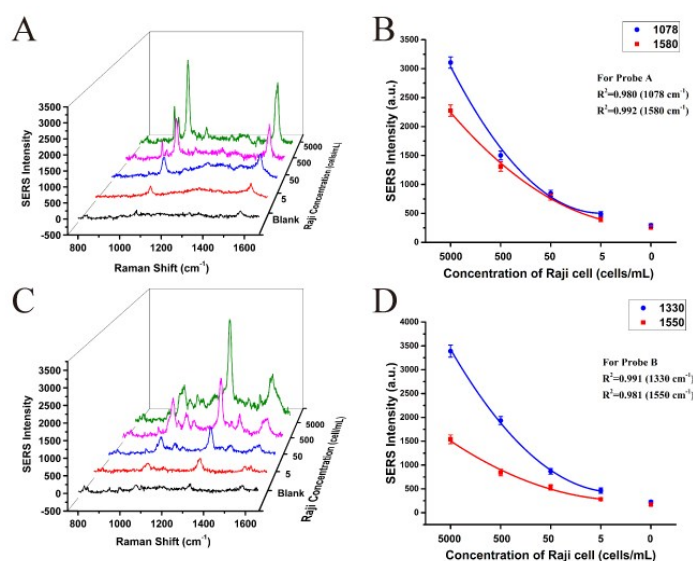 A
3500
3000
2500
2000
1500
1000
500
0
-500
SERS Intensity
800 1000 1200 1400 1600
Raman Shift (cm-1)
Blank
5
50
500
5000
Raji Concentration (cells/mL)
B
1078
1580
For Probe A
R2=0.980 (1078 cm-1)
R2=0.992 (1580 cm-1)
3500
3000
2500
2000
1500
1000
500
0
SERS Intensity (a.u.)
5000 500 50 5 0
Concentration of Raji cell (cells/mL)
C
3500
3000
2500
2000
1500
1000
500
0
-500
SERS Intensity
800 1000 1200 1400 1600
Raman Shift (cm-1)
Blank
5
50
500
5000
Raji Concentration (cell/mL)
D
1330
1550
For Probe B
R2=0.991 (1330 cm-1)
R2=0.981 (1550 cm-1)
4000
3500
3000
2500
2000
1500
1000
500
0
SERS Intensity (a.u.)
5000 500 50 5 0
Concentration of Raji cell (cells/mL)